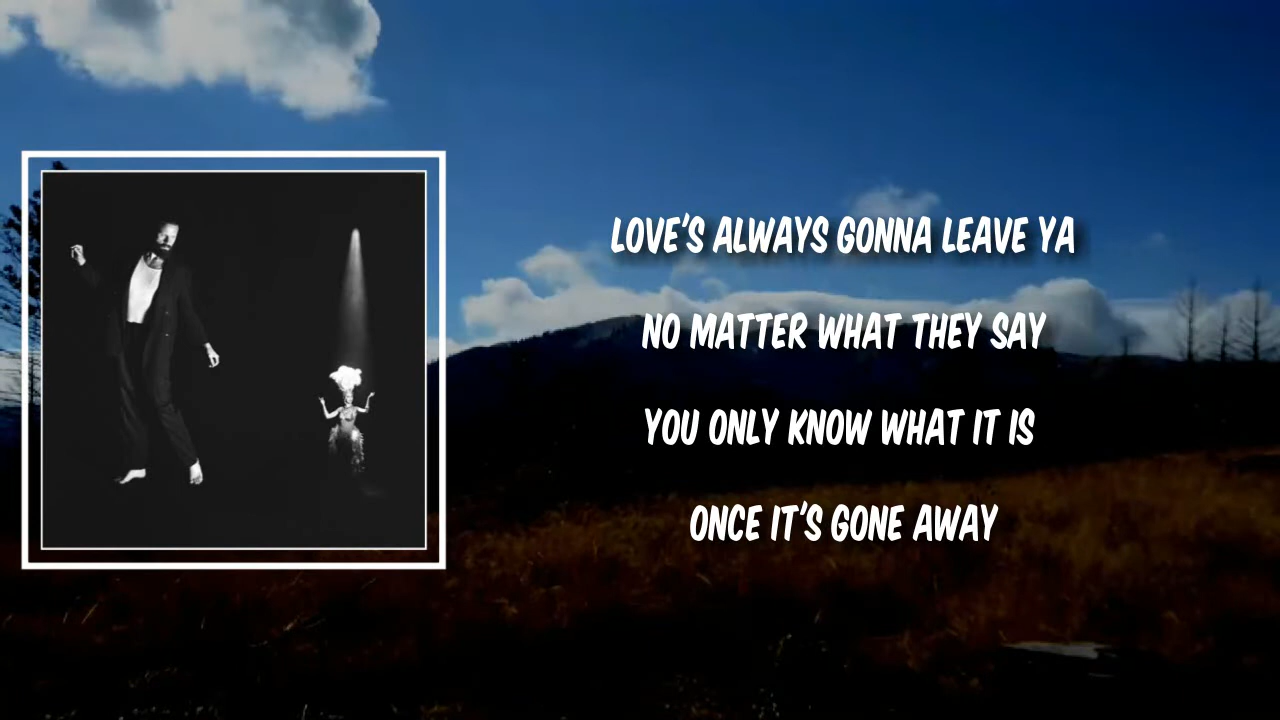 LOVE'S ALWAYS GONNA LEAVE YA
NO MATTER WHAT THEY SAY
YOU ONLY KNOW WHAT IT IS
ONCE IT'S GONE AWAY